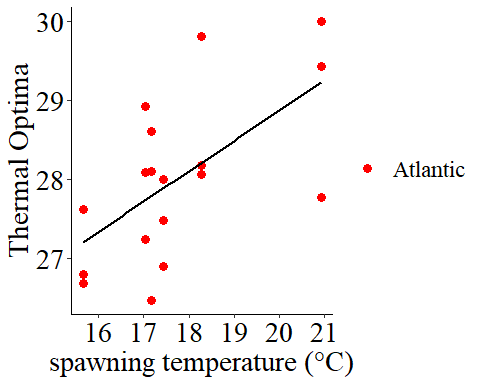 Thermal Optima
30
29
28
27
16 17 18 19 20 21
spawning temperature (°C)
Atlantic